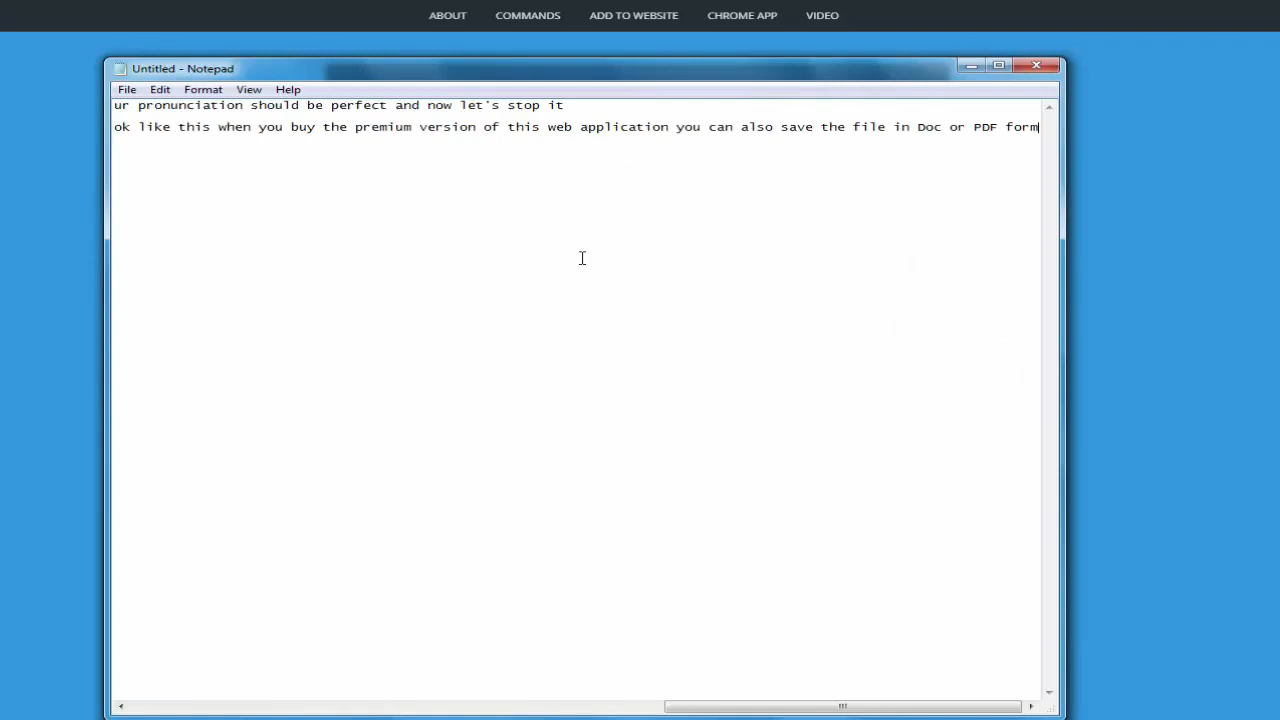 ABOUT COMMANDS ADD TO WEBSITE CHROME APP VIDEO
Untitled - Notepad
File Edit Format View Help
ur pronunciation should be perfect and now let's stop it
ok like this when you buy the premium version of this web application you can also save the file in Doc or PDF form